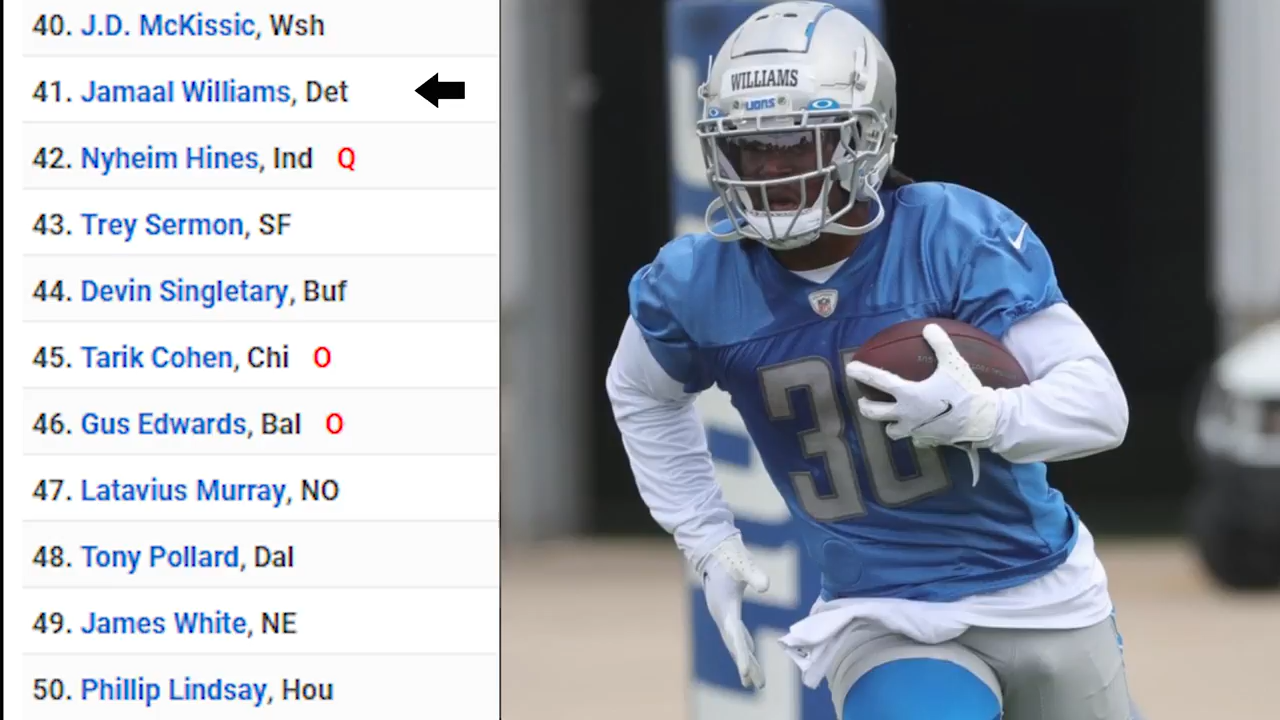 40. J.D. McKissic, Wsh
41. Jamaal Williams, Det
42. Nyheim Hines, Ind Q
43. Trey Sermon, SF
44. Devin Singletary, Buf
45. Tarik Cohen, Chi O
46. Gus Edwards, Bal O
47. Latavius Murray, NO
48. Tony Pollard, Dal
49. James White, NE
50. Phillip Lindsay, Hou
WILLIAMS
LIONS
30